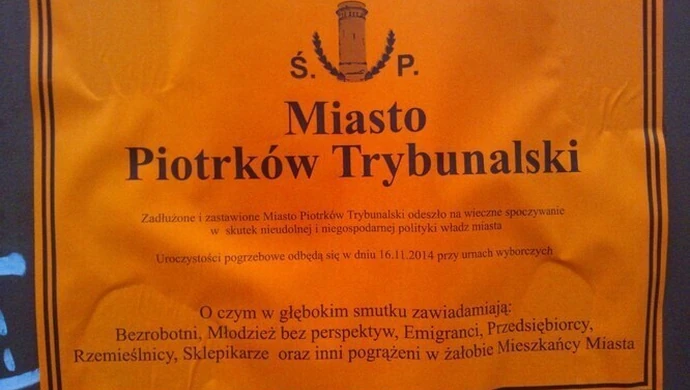 Ś. P.
Miasto
Piotrków Trybunalski
Zadłużone i zastawione Miasto Piotrków Trybunalski odeszło na wieczne spoczywanie
w skutek nieudolnej i niegospodarnej polityki władz miasta
Uroczystości pogrzebowe odbędą się w dniu 16.11.2014 przy urnach wyborczych
O czym w głębokim smutku zawiadamiają:
Bezrobotni, Młodzież bez perspektyw, Emigranci, Przedsiębiorcy,
Rzemieślnicy, Sklepikarze oraz inni pogrążeni w żałobie Mieszkańcy Miasta